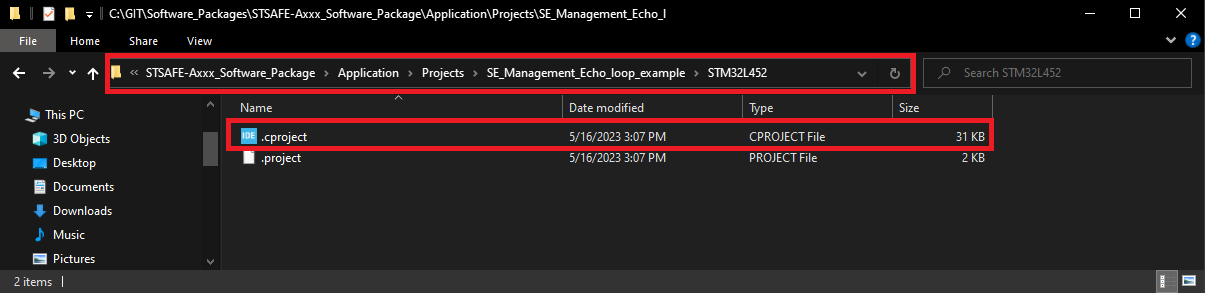 C:\GIT\Software_Packages\STSAFE-Axxx_Software_Package\Application\Projects\SE_Management_Echo_l
File Home Share View
« STSAFE-Axxx_Software_Package > Application > Projects > SE_Management_Echo_loop_example > STM32L452
Search STM32L452
This PC
3D Objects
Desktop
Documents
Downloads
Music
Pictures
Name Date modified Type Size
IDE .cproject 5/16/2023 3:07 PM CPROJECT File 31 KB
.project 5/16/2023 3:07 PM PROJECT File 2 KB
2 items